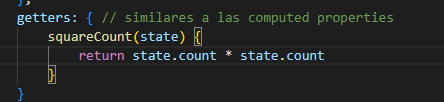 },
getters: { // similares a las computed properties
squareCount(state) {
return state.count * state.count
}
}